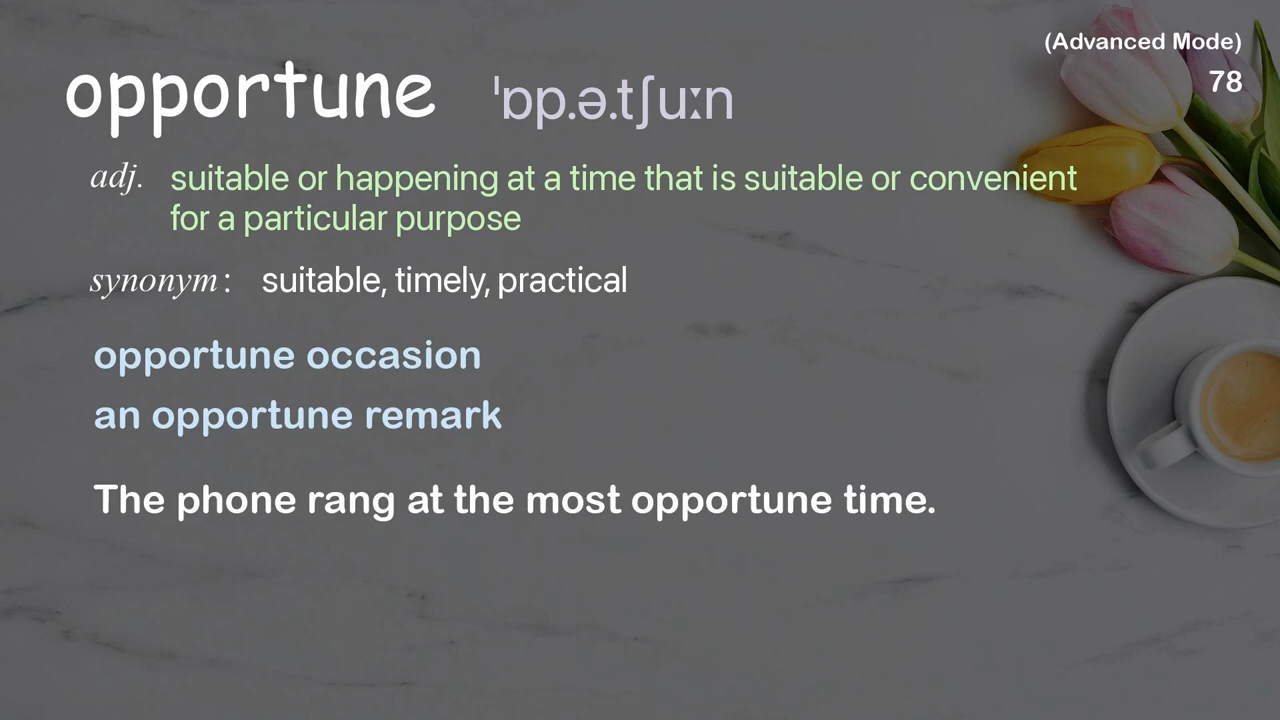 (Advanced Mode)
78
opportune ˈɒp.ə.tʃuːn
adj. suitable or happening at a time that is suitable or convenient
for a particular purpose
synonym: suitable, timely, practical
opportune occasion
an opportune remark
The phone rang at the most opportune time.